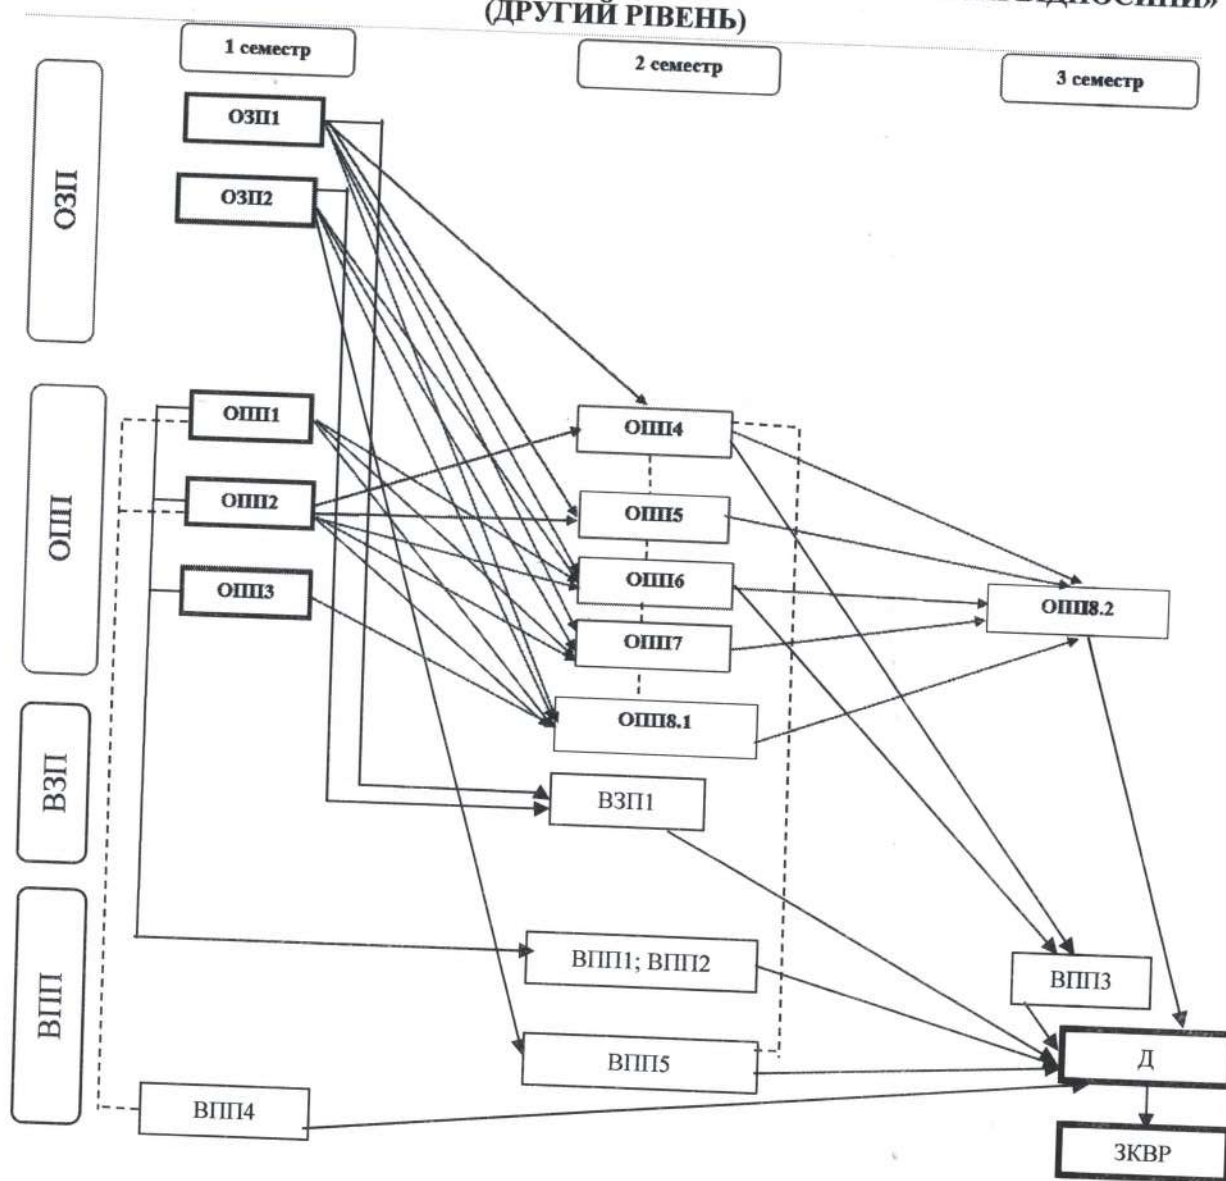 ВІДНОСИНИ»
(ДРУГИЙ РІВЕНЬ)
1 семестр
2 семестр
3 семестр
ОЗП
ОЗП1
ОЗП2
ОПП
ОПП1
ОПП2
ОПП3
ОПП4
ОПП5
ОПП6
ОПП7
ОПП8.1
ОПП8.2
ВЗП
ВЗП1
ВПП
ВПП1; ВПП2
ВПП3
ВПП5
ВПП4
Д
ЗКВР